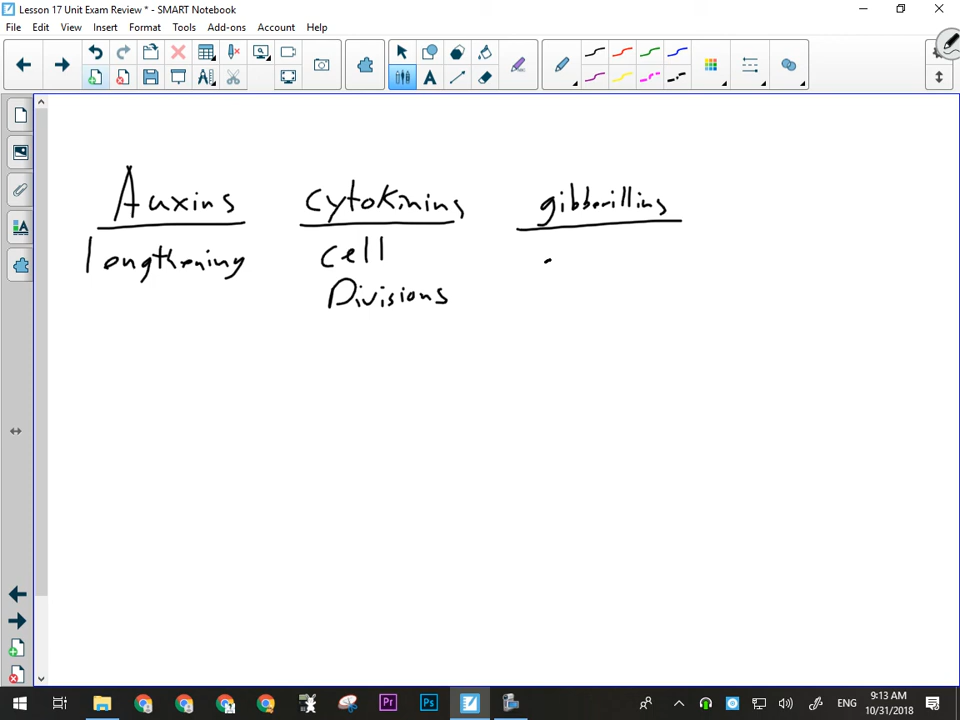 Lesson 17 Unit Exam Review * - SMART Notebook
File Edit View Insert Format Tools Add-ons Account Help
Auxins cytokinins gibberillins
lengthening cell
Divisions
ENG
9:13 AM
10/31/2018